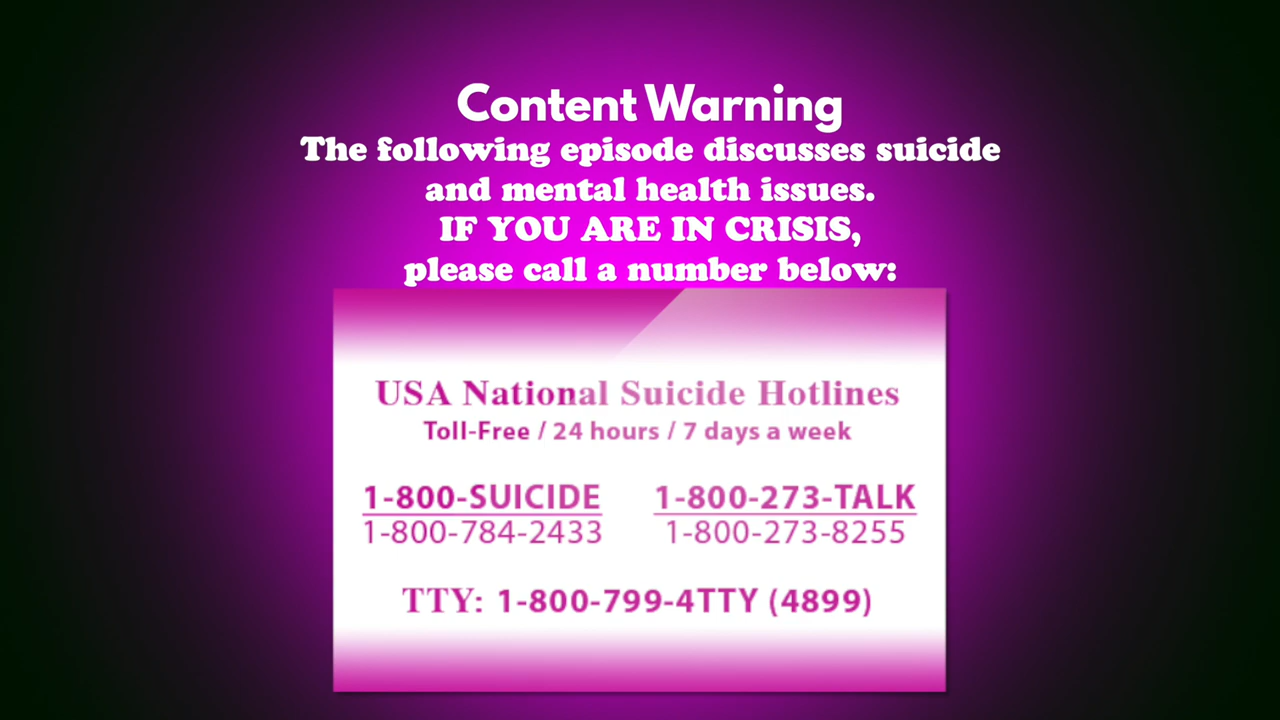 Content Warning
The following episode discusses suicide
and mental health issues.
IF YOU ARE IN CRISIS,
please call a number below:
USA National Suicide Hotlines
Toll-Free / 24 hours / 7 days a week
1-800-SUICIDE 1-800-273-TALK
1-800-784-2433 1-800-273-8255
TTY: 1-800-799-4TTY (4899)